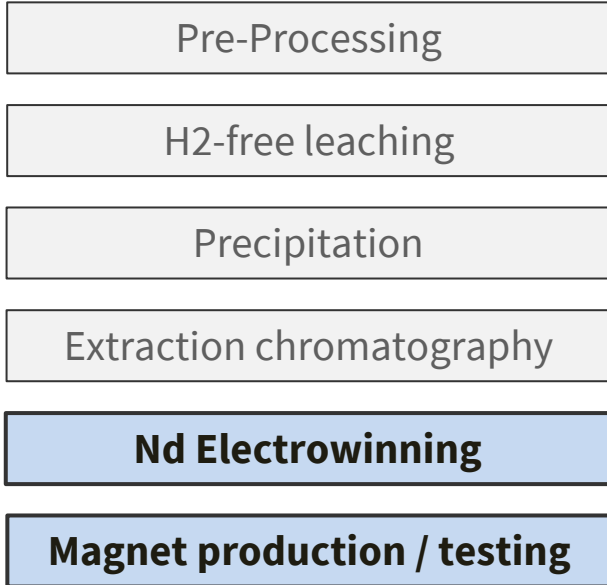 Pre-Processing
H2-free leaching
Precipitation
Extraction chromatography
Nd Electrowinning
Magnet production / testing